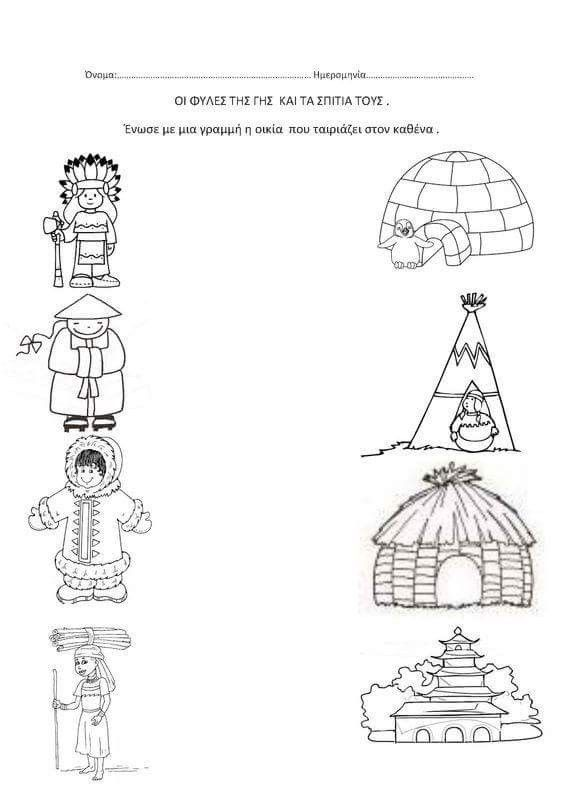 Όνομα:........................................................................... Ημερομηνία..........................................
ΟΙ ΦΥΛΕΣ ΤΗΣ ΓΗΣ ΚΑΙ ΤΑ ΣΠΙΤΙΑ ΤΟΥΣ .
Ένωσε με μια γραμμή η οικία που ταιριάζει στον καθένα .